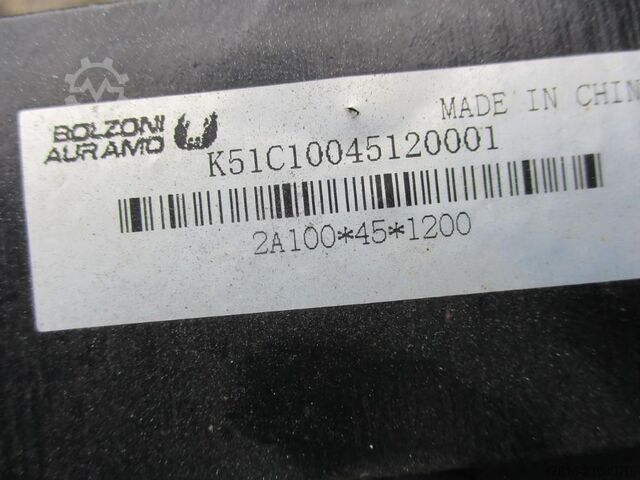 MADE IN CHIN
BOLZONI
AURAMO
K51C10045120001
2A100*45*1200